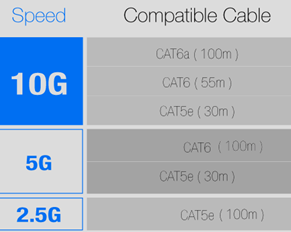 Speed Compatible Cable
10G
CAT6a ( 100m )
CAT6 ( 55m )
CAT5e ( 30m )
5G
CAT6 ( 100m )
CAT5e ( 30m )
2.5G CAT5e ( 100m )